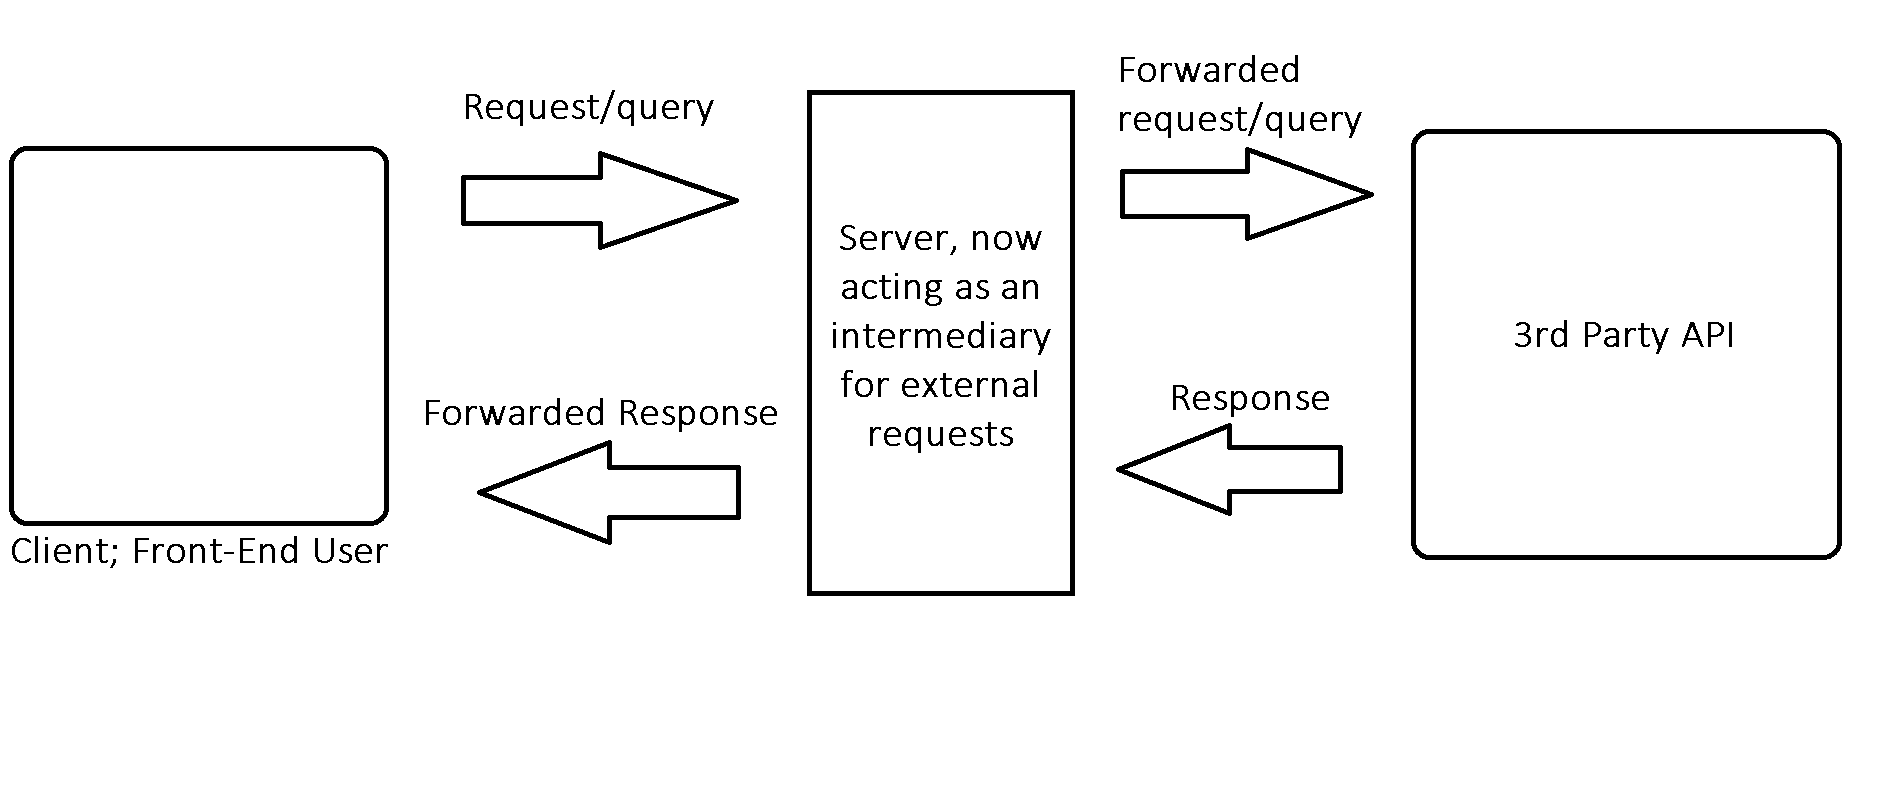 Request/query
Forwarded
request/query
Server, now
acting as an
intermediary
for external
requests
3rd Party API
Forwarded Response
Response
Client; Front-End User